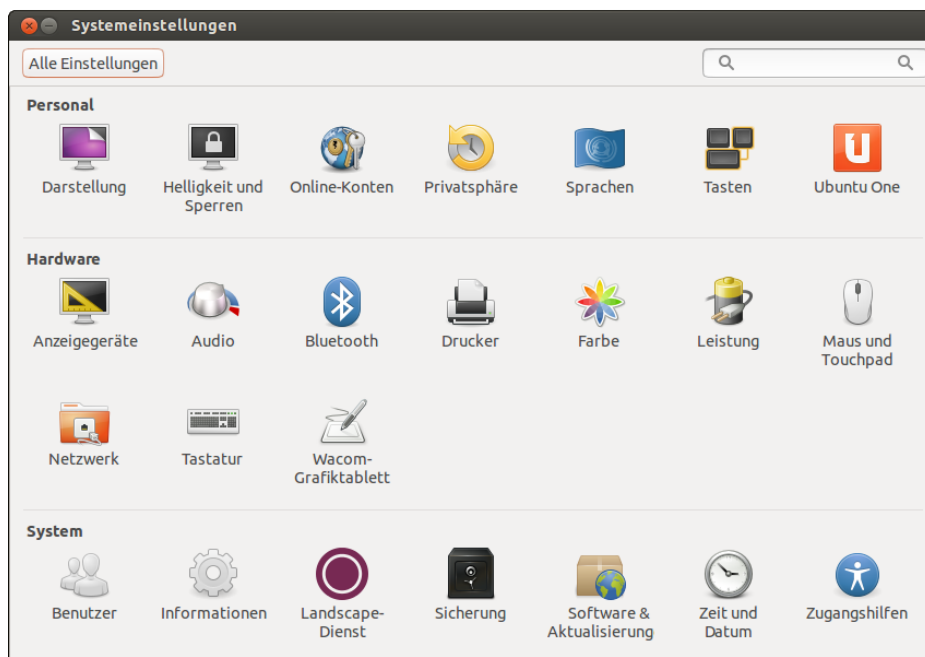 Systemeinstellungen
Alle Einstellungen
Personal
Darstellung
Helligkeit und
Sperren
Online-Konten
Privatsphäre
Sprachen
Tasten
Ubuntu One
Hardware
Anzeigegeräte
Audio
Bluetooth
Drucker
Farbe
Leistung
Maus und
Touchpad
Netzwerk
Tastatur
Wacom-
Grafiktablett
System
Benutzer
Informationen
Landscape-
Dienst
Sicherung
Software &
Aktualisierung
Zeit und
Datum
Zugangshilfen